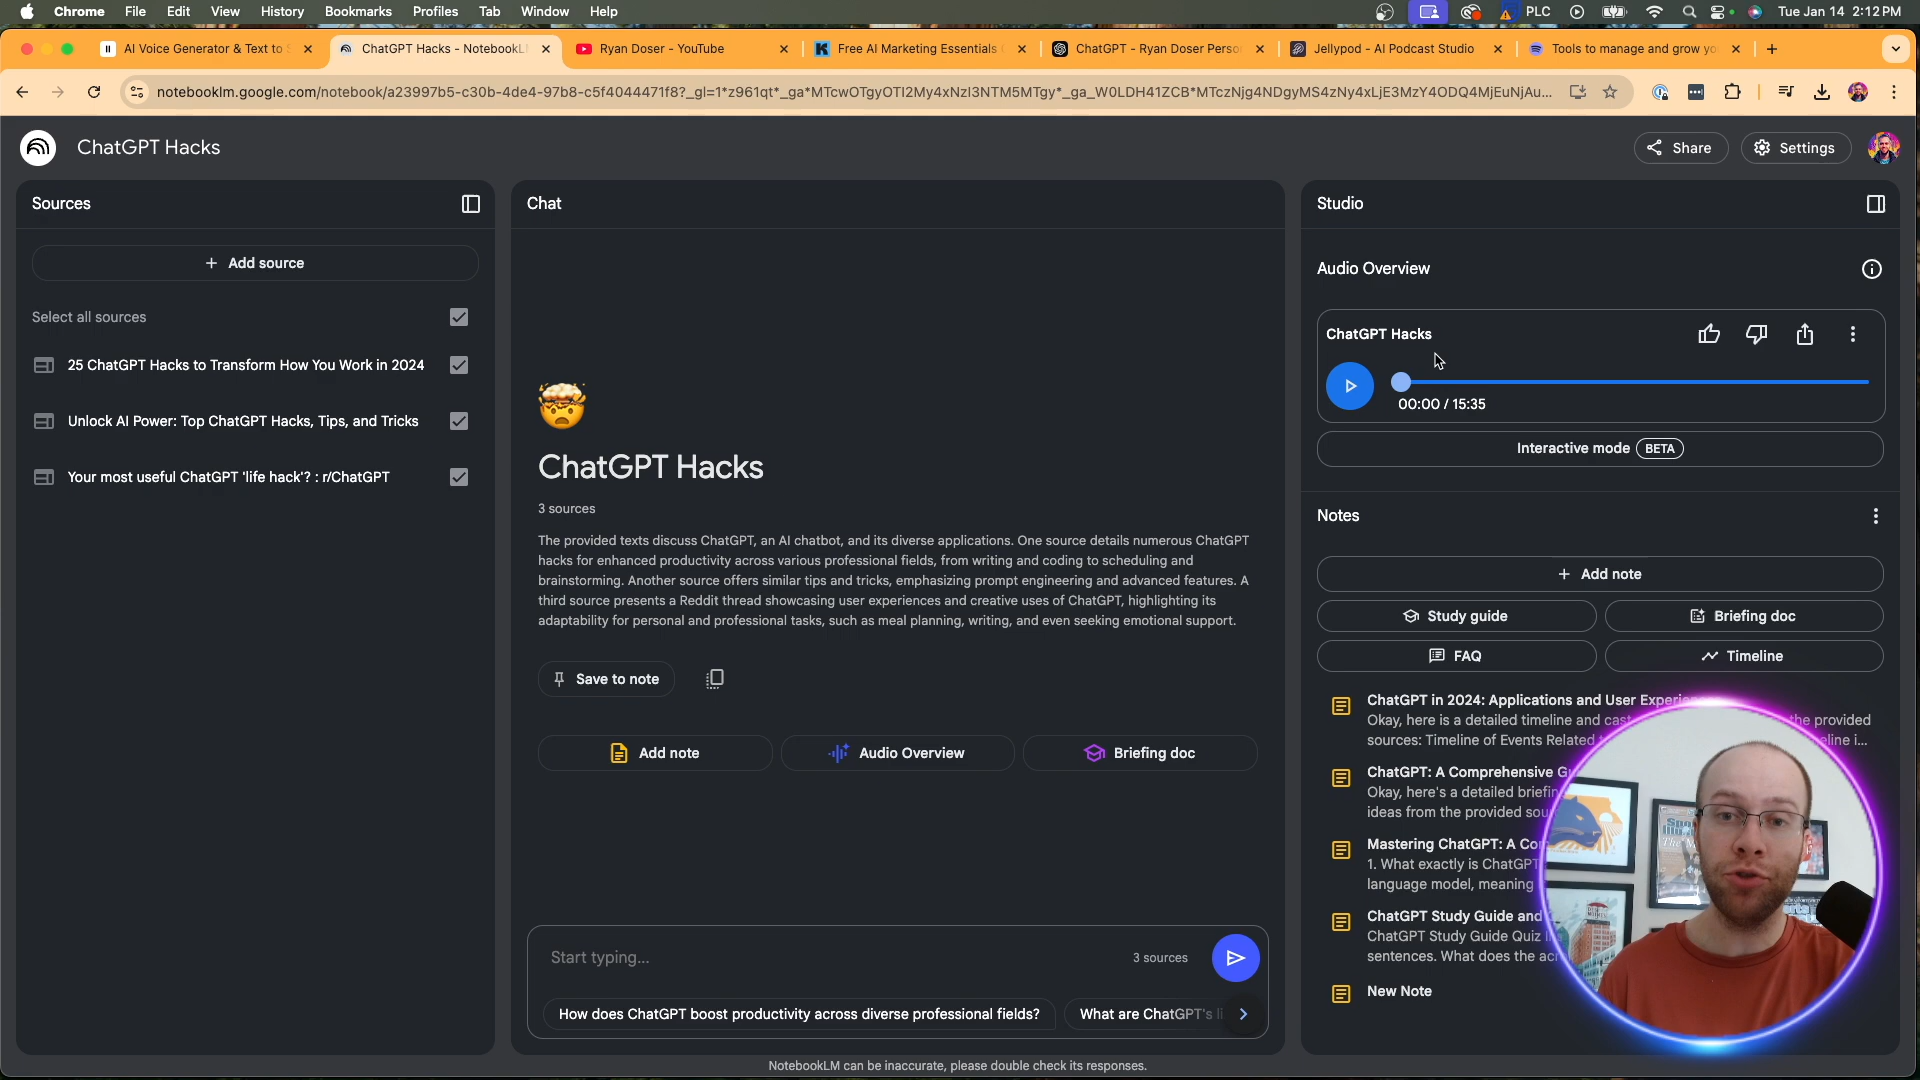 Chrome File Edit View History Bookmarks Profiles Tab Window Help PLC Tue Jan 14 2:12 PM
AI Voice Generator & Text to S
ChatGPT Hacks - NotebookL
Ryan Doser - YouTube
Free AI Marketing Essentials
ChatGPT - Ryan Doser Perso
Jellypod - AI Podcast Studio
Tools to manage and grow yo
notebooklm.google.com/notebook/a23997b5-c30b-4de4-97b8-c5f4044471f8?_gl=1*z961qt*_ga*MTcwOTgyOTI2My4xNzI3NTM5MTgy*_ga_W0LDH41ZCB*MTczNjg4NDgyMS4zNy4xLjE3MzY4ODQ4MjEuNjAu...
ChatGPT Hacks
Share
Settings
Sources
Add source
Select all sources
25 ChatGPT Hacks to Transform How You Work in 2024
Unlock AI Power: Top ChatGPT Hacks, Tips, and Tricks
Your most useful ChatGPT 'life hack'? : r/ChatGPT
Chat
ChatGPT Hacks
3 sources
The provided texts discuss ChatGPT, an AI chatbot, and its diverse applications. One source details numerous ChatGPT
hacks for enhanced productivity across various professional fields, from writing and coding to scheduling and
brainstorming. Another source offers similar tips and tricks, emphasizing prompt engineering and advanced features. A
third source presents a Reddit thread showcasing user experiences and creative uses of ChatGPT, highlighting its
adaptability for personal and professional tasks, such as meal planning, writing, and even seeking emotional support.
Save to note
Add note
Audio Overview
Briefing doc
Start typing...
3 sources
How does ChatGPT boost productivity across diverse professional fields?
What are ChatGPT's li
Studio
Audio Overview
ChatGPT Hacks
00:00 / 15:35
Interactive mode BETA
Notes
Add note
Study guide
Briefing doc
FAQ
Timeline
ChatGPT in 2024: Applications and User Experiences
Okay, here is a detailed timeline and cast the provided
sources: Timeline of Events Related eline i...
ChatGPT: A Comprehensive Gu
Okay, here's a detailed briefin
ideas from the provided sou
Mastering ChatGPT: A Com
1. What exactly is ChatGPT
language model, meaning
ChatGPT Study Guide and
ChatGPT Study Guide Quiz
sentences. What does the acr
New Note
NotebookLM can be inaccurate, please double check its responses.